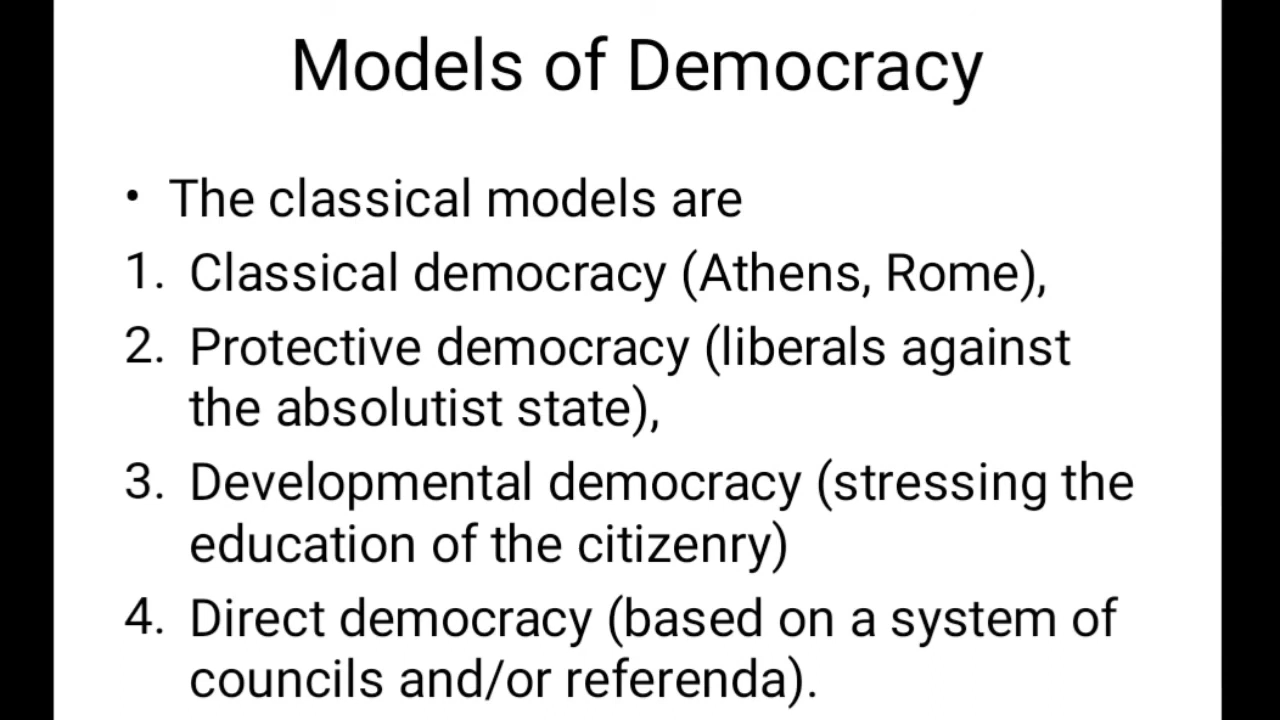 Models of Democracy
• The classical models are
1. Classical democracy (Athens, Rome),
2. Protective democracy (liberals against
the absolutist state),
3. Developmental democracy (stressing the
education of the citizenry)
4. Direct democracy (based on a system of
councils and/or referenda).